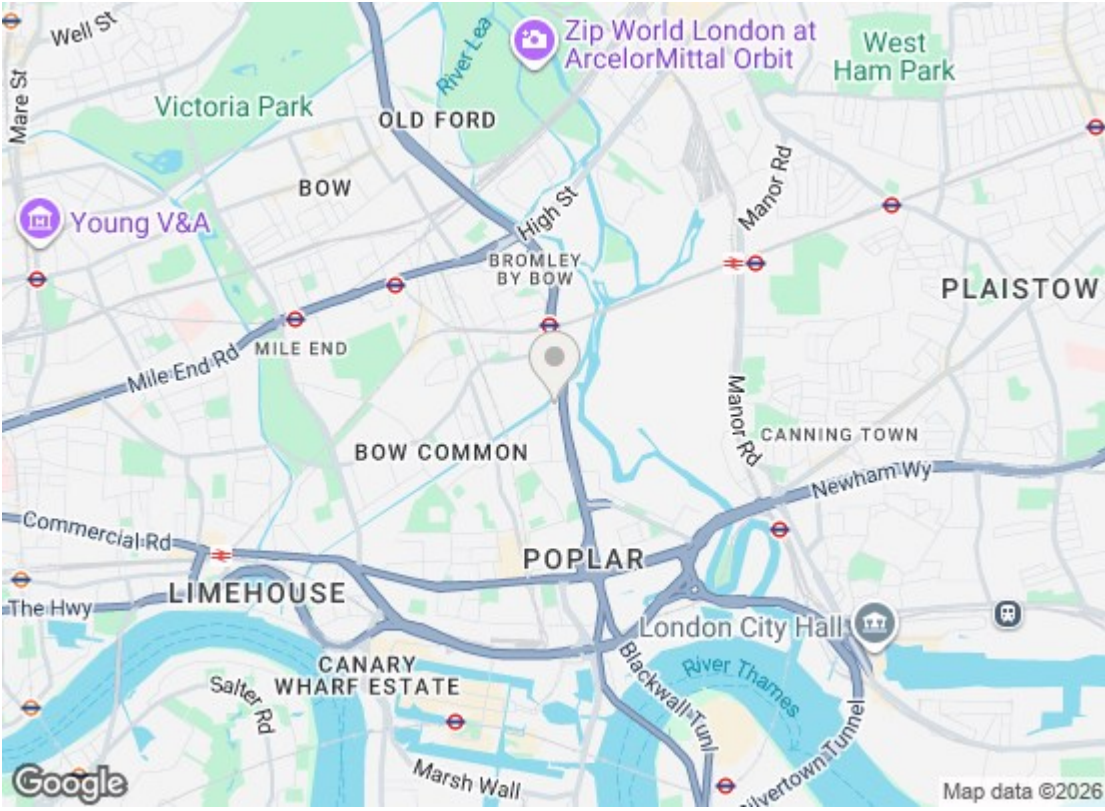 Well St
River Lea
Zip World London at
ArcelorMittal Orbit
West
Ham Park
Mare St
Victoria Park
OLD FORD
Manor Rd
BOW
High St
Young V&A
BROMLEY
BY BOW
PLAISTOW
MILE END
Mile End Rd
Manor Rd
CANNING TOWN
BOW COMMON
Newham Wy
Commercial Rd
POPLAR
LIMEHOUSE
The Hwy
London City Hall
CANARY
WHARF ESTATE
River Thames
Blackwall Tunl
Salter Rd
Silvertown Tunnel
Marsh Wall
Google
Map data ©2026